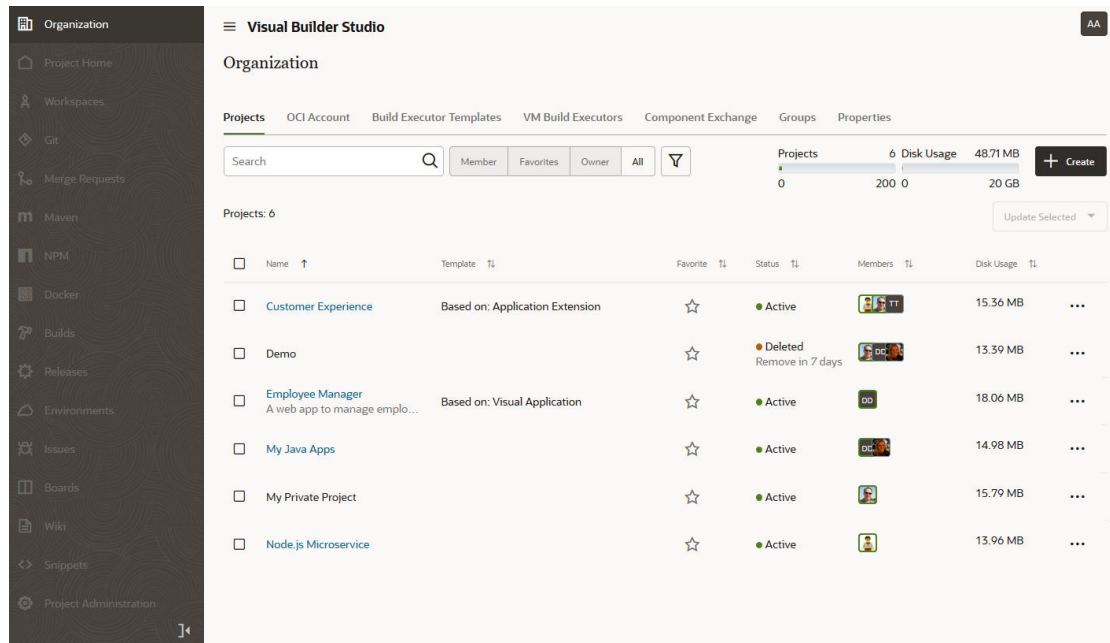 Organization
Project Home
Workspaces
Git
Merge Requests
Maven
NPM
Docker
Builds
Releases
Environments
Issues
Boards
Wiki
Snippets
Project Administration
Visual Builder Studio
AA
Organization
Projects OCI Account Build Executor Templates VM Build Executors Component Exchange Groups Properties
Search Member Favorites Owner All Projects 6 Disk Usage 48.71 MB Create
0 200 0 20 GB
Projects: 6 Update Selected
Name Template Favorite Status Members Disk Usage
Customer Experience Based on: Application Extension Active TT 15.36 MB
Demo Deleted DD 13.39 MB
Remove in 7 days
Employee Manager Based on: Visual Application Active DD 18.06 MB
A web app to manage emplo...
My Java Apps Active DD 14.98 MB
My Private Project Active 15.79 MB
Node.js Microservice Active 13.96 MB